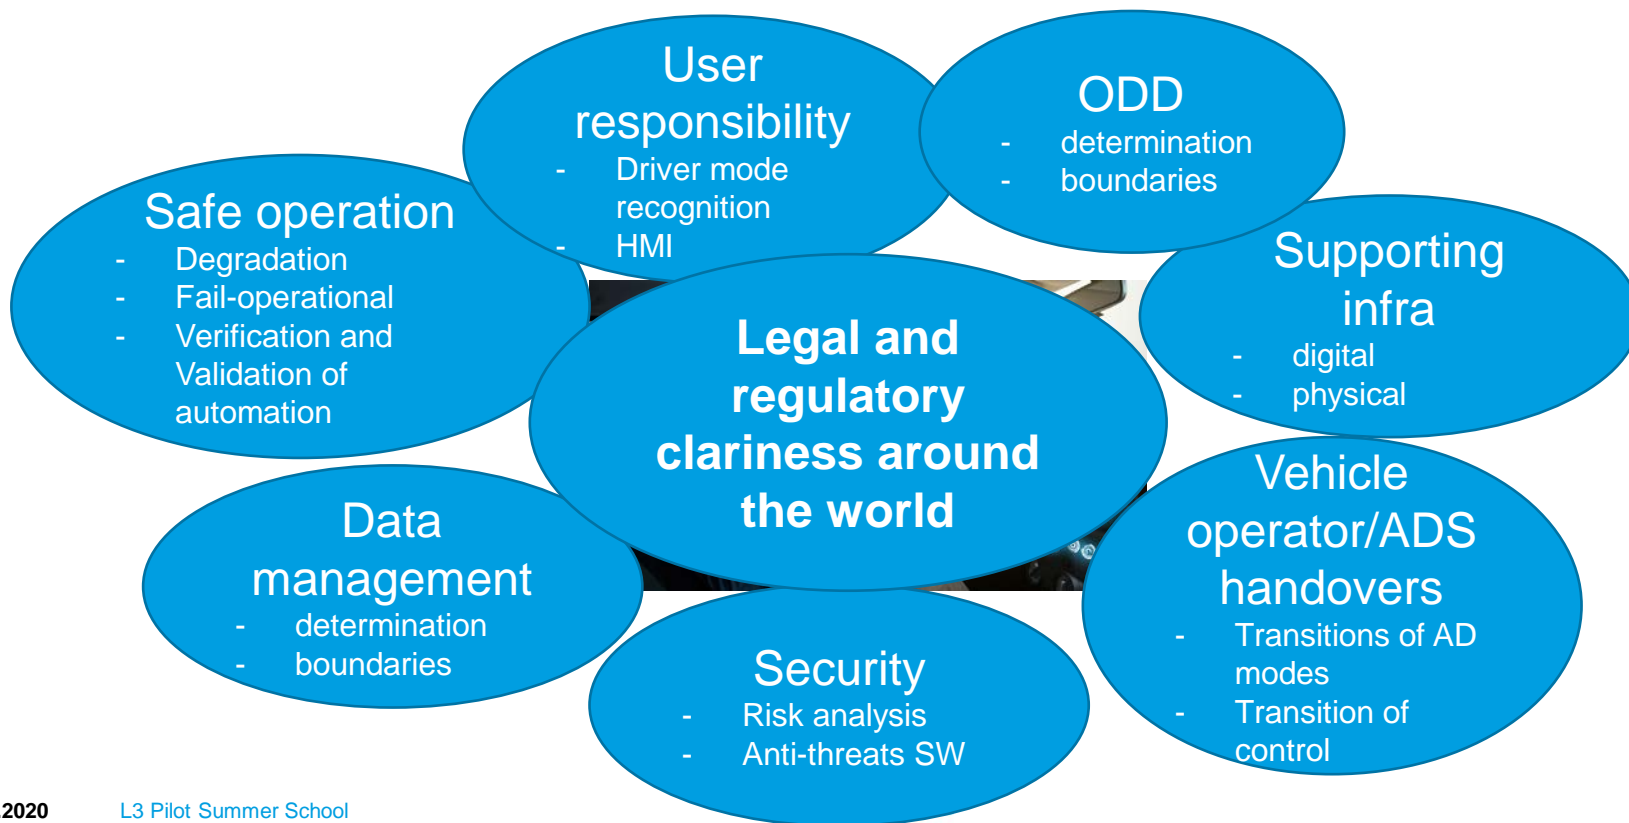 User
responsibility
- Driver mode
recognition
- HMI
ODD
- determination
- boundaries
Safe operation
- Degradation
- Fail-operational
- Verification and
Validation of
automation
Supporting
infra
- digital
- physical
Legal and
regulatory
clariness around
the world
Vehicle
operator/ADS
handovers
- Transitions of AD
modes
- Transition of
control
Data
management
- determination
- boundaries
Security
- Risk analysis
- Anti-threats SW
.2020 L3 Pilot Summer School